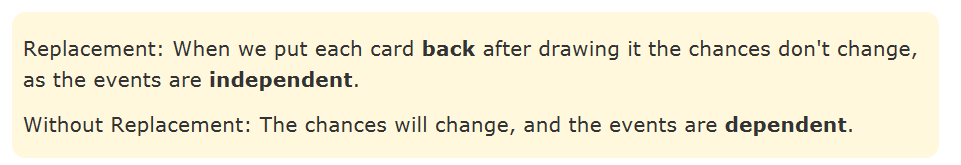 Replacement: When we put each card back after drawing it the chances don't change,
as the events are independent.
Without Replacement: The chances will change, and the events are dependent.